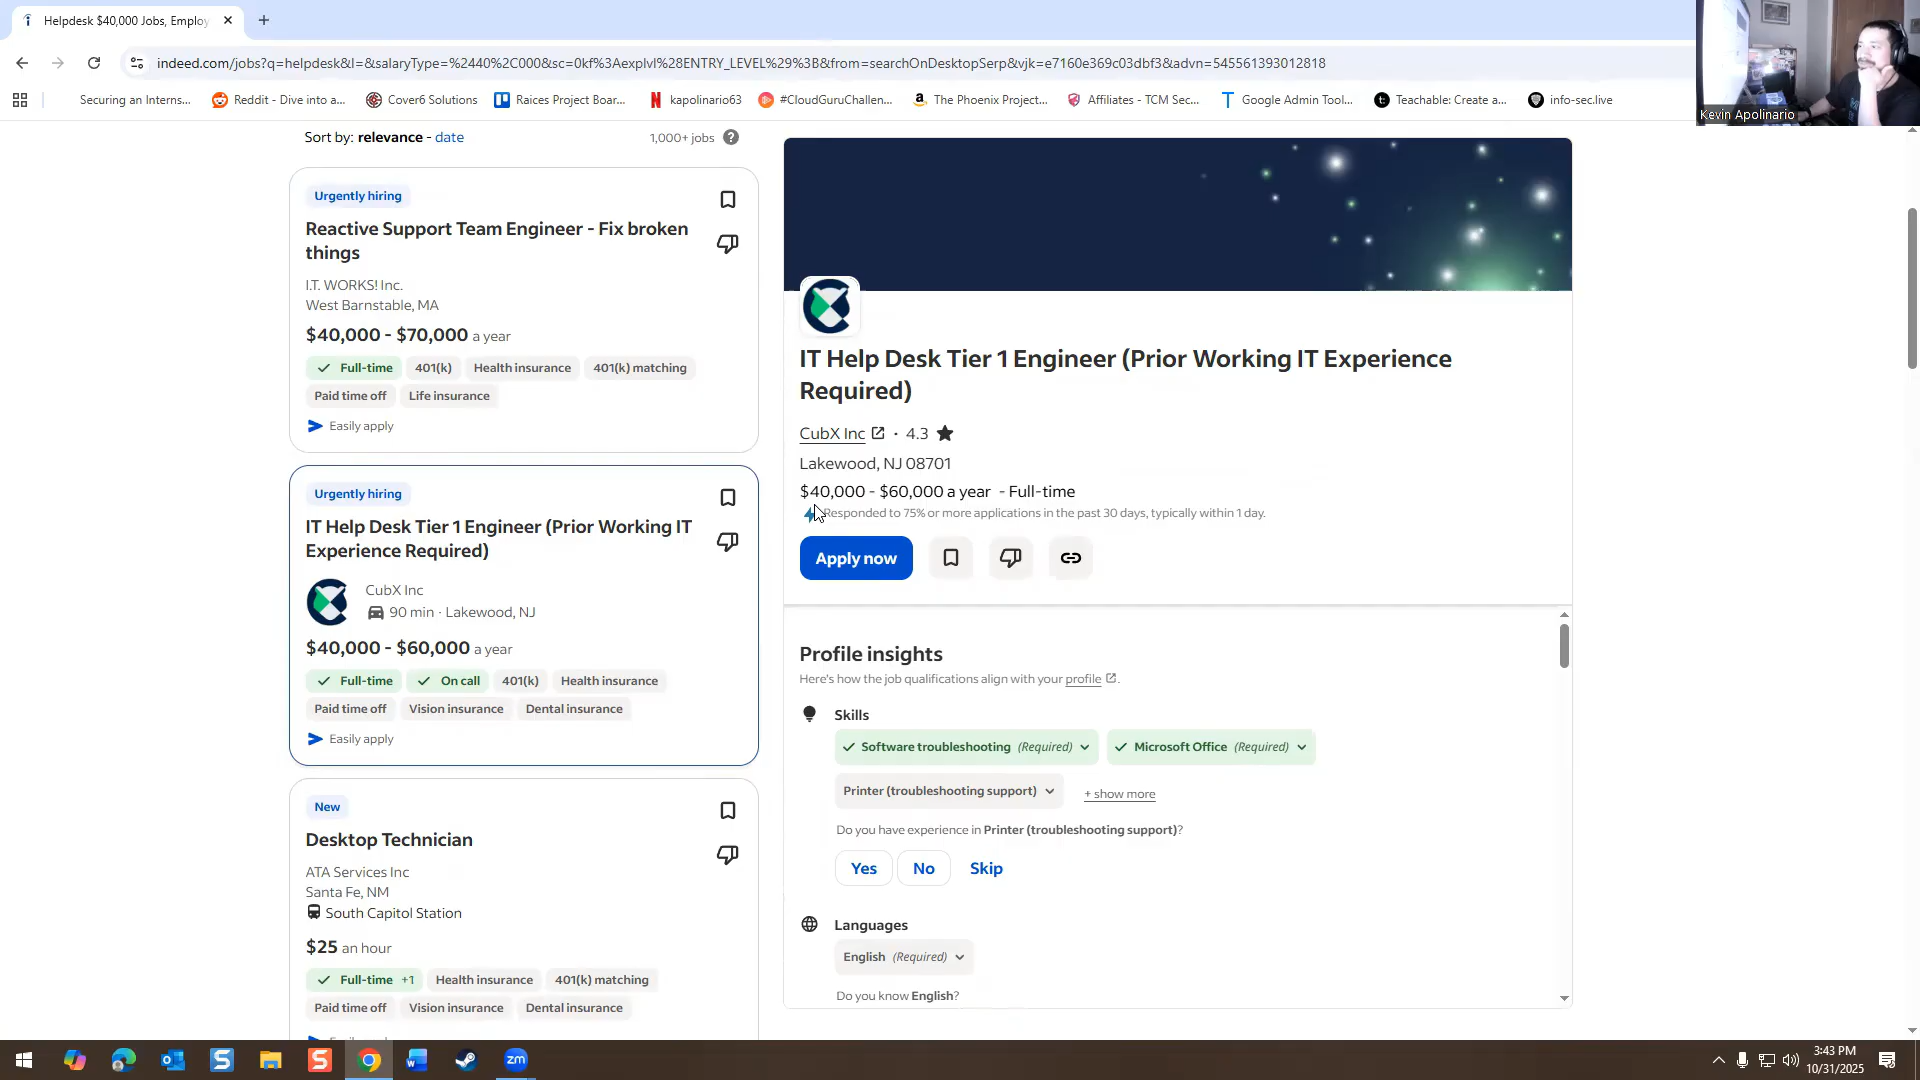 Helpdesk $40,000 Jobs, Employ
indeed.com/jobs?q=helpdesk&l=&salaryType=%2440%2C000&sc=0kf%3Aexplvl%28ENTRY_LEVEL%29%3B&from=searchOnDesktopSerp&vjk=e7160e369c03dbf3&advn=545561393012818
Securing an Interns...
Reddit - Dive into a...
Cover6 Solutions
Raices Project Boar...
kapolinario63
#CloudGuruChallen...
The Phoenix Project...
Affiliates - TCM Sec...
Google Admin Tool...
Teachable: Create a...
info-sec.live
Kevin Apolinario
Sort by: relevance - date
1,000+ jobs
Urgently hiring
Reactive Support Team Engineer - Fix broken
things
I.T. WORKS! Inc.
West Barnstable, MA
$40,000 - $70,000 a year
Full-time
401(k)
Health insurance
401(k) matching
Paid time off
Life insurance
Easily apply
Urgently hiring
IT Help Desk Tier 1 Engineer (Prior Working IT
Experience Required)
CubX Inc
90 min · Lakewood, NJ
$40,000 - $60,000 a year
Full-time
On call
401(k)
Health insurance
Paid time off
Vision insurance
Dental insurance
Easily apply
New
Desktop Technician
ATA Services Inc
Santa Fe, NM
South Capitol Station
$25 an hour
Full-time +1
Health insurance
401(k) matching
Paid time off
Vision insurance
Dental insurance
IT Help Desk Tier 1 Engineer (Prior Working IT Experience
Required)
CubX Inc · 4.3
Lakewood, NJ 08701
$40,000 - $60,000 a year - Full-time
Responded to 75% or more applications in the past 30 days, typically within 1 day.
Apply now
Profile insights
Here's how the job qualifications align with your profile.
Skills
Software troubleshooting (Required)
Microsoft Office (Required)
Printer (troubleshooting support)
+ show more
Do you have experience in Printer (troubleshooting support)?
Yes
No
Skip
Languages
English (Required)
Do you know English?
zm
3:43 PM
10/31/2025